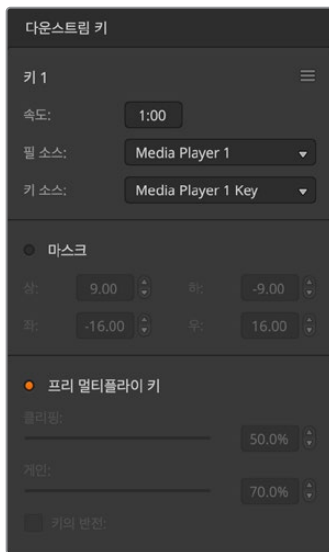 다운스트림 키
키 1
속도: 1:00
필 소스: Media Player 1
키 소스: Media Player 1 Key
마스크
상: 9.00 하: -9.00
좌: -16.00 우: 16.00
프리 멀티플라이 키
클리핑:
50.0%
게인:
70.0%
키의 반전: